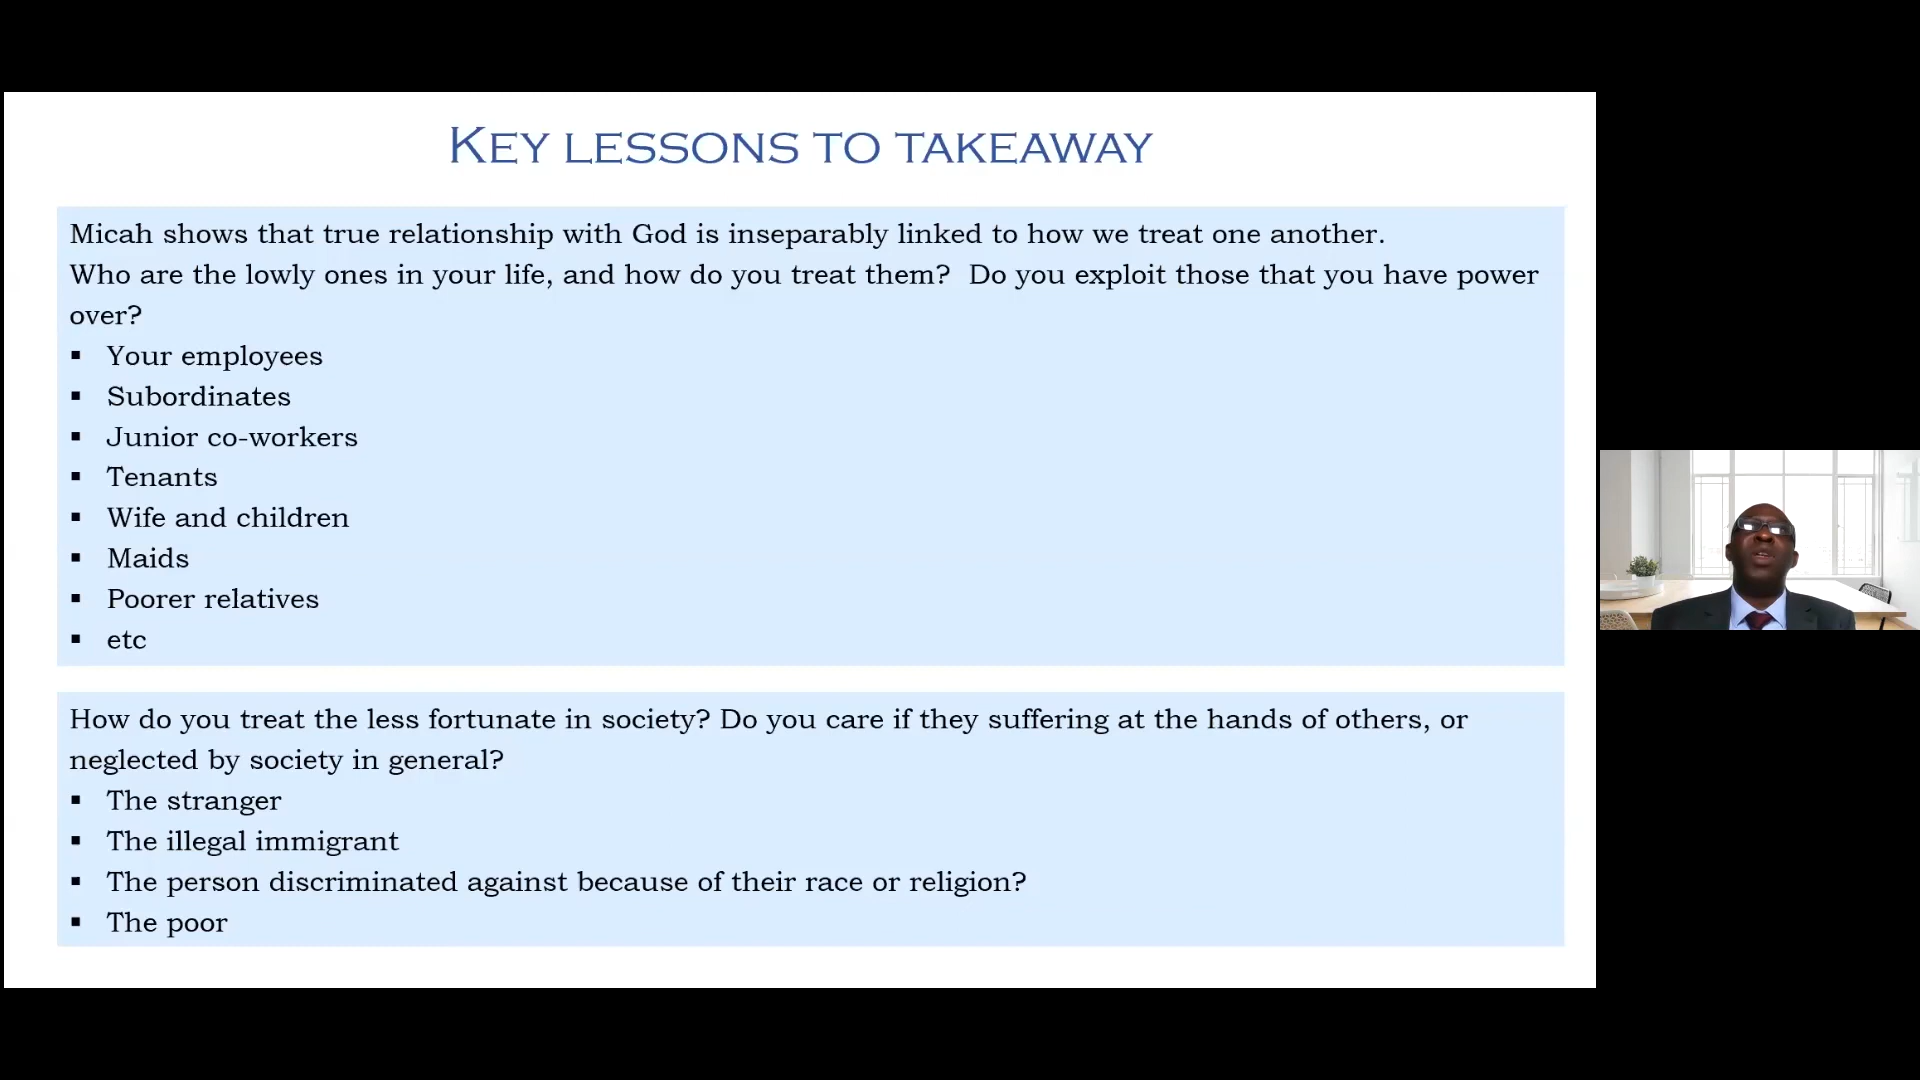 Key lessons to takeaway
Micah shows that true relationship with God is inseparably linked to how we treat one another.
Who are the lowly ones in your life, and how do you treat them?  Do you exploit those that you have power
over?
▪ Your employees
▪ Subordinates
▪ Junior co-workers
▪ Tenants
▪ Wife and children
▪ Maids
▪ Poorer relatives
▪ etc
How do you treat the less fortunate in society? Do you care if they suffering at the hands of others, or
neglected by society in general?
▪ The stranger
▪ The illegal immigrant
▪ The person discriminated against because of their race or religion?
▪ The poor